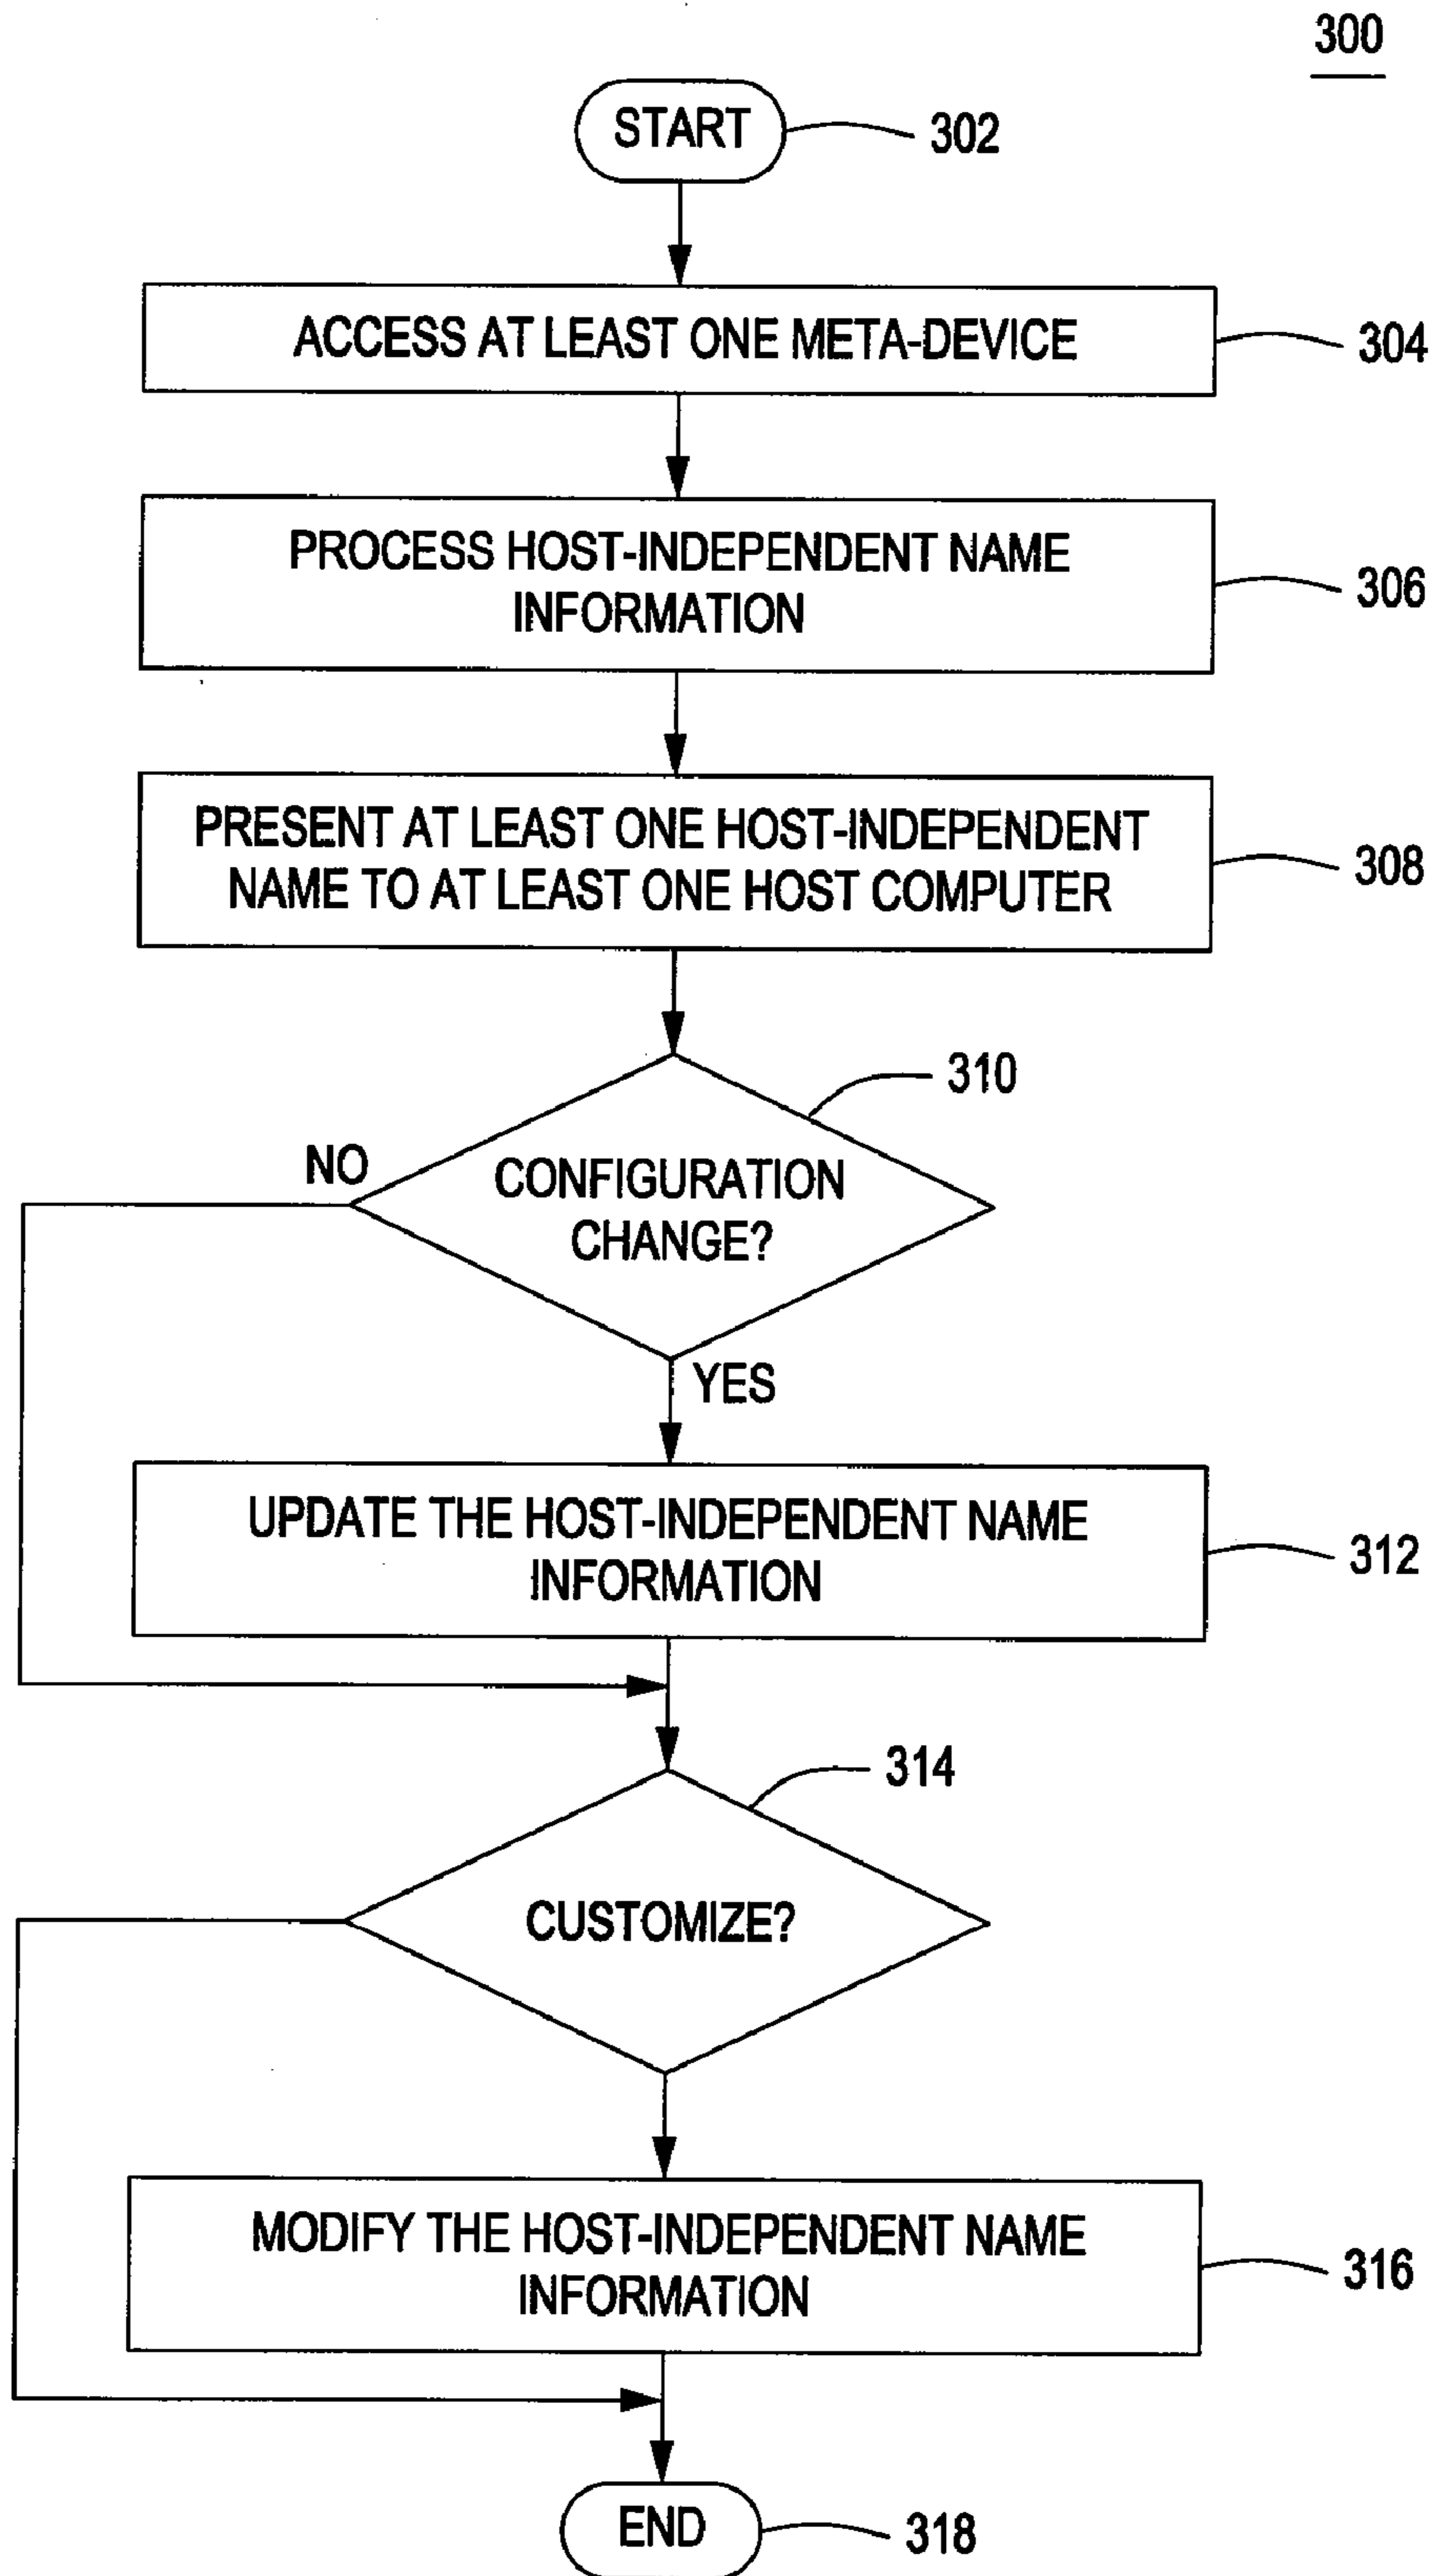 300
START
302
ACCESS AT LEAST ONE META-DEVICE
304
PROCESS HOST-INDEPENDENT NAME
INFORMATION
306
PRESENT AT LEAST ONE HOST-INDEPENDENT
NAME TO AT LEAST ONE HOST COMPUTER
308
310
NO
CONFIGURATION
CHANGE?
YES
UPDATE THE HOST-INDEPENDENT NAME
INFORMATION
312
314
CUSTOMIZE?
MODIFY THE HOST-INDEPENDENT NAME
INFORMATION
316
END
318